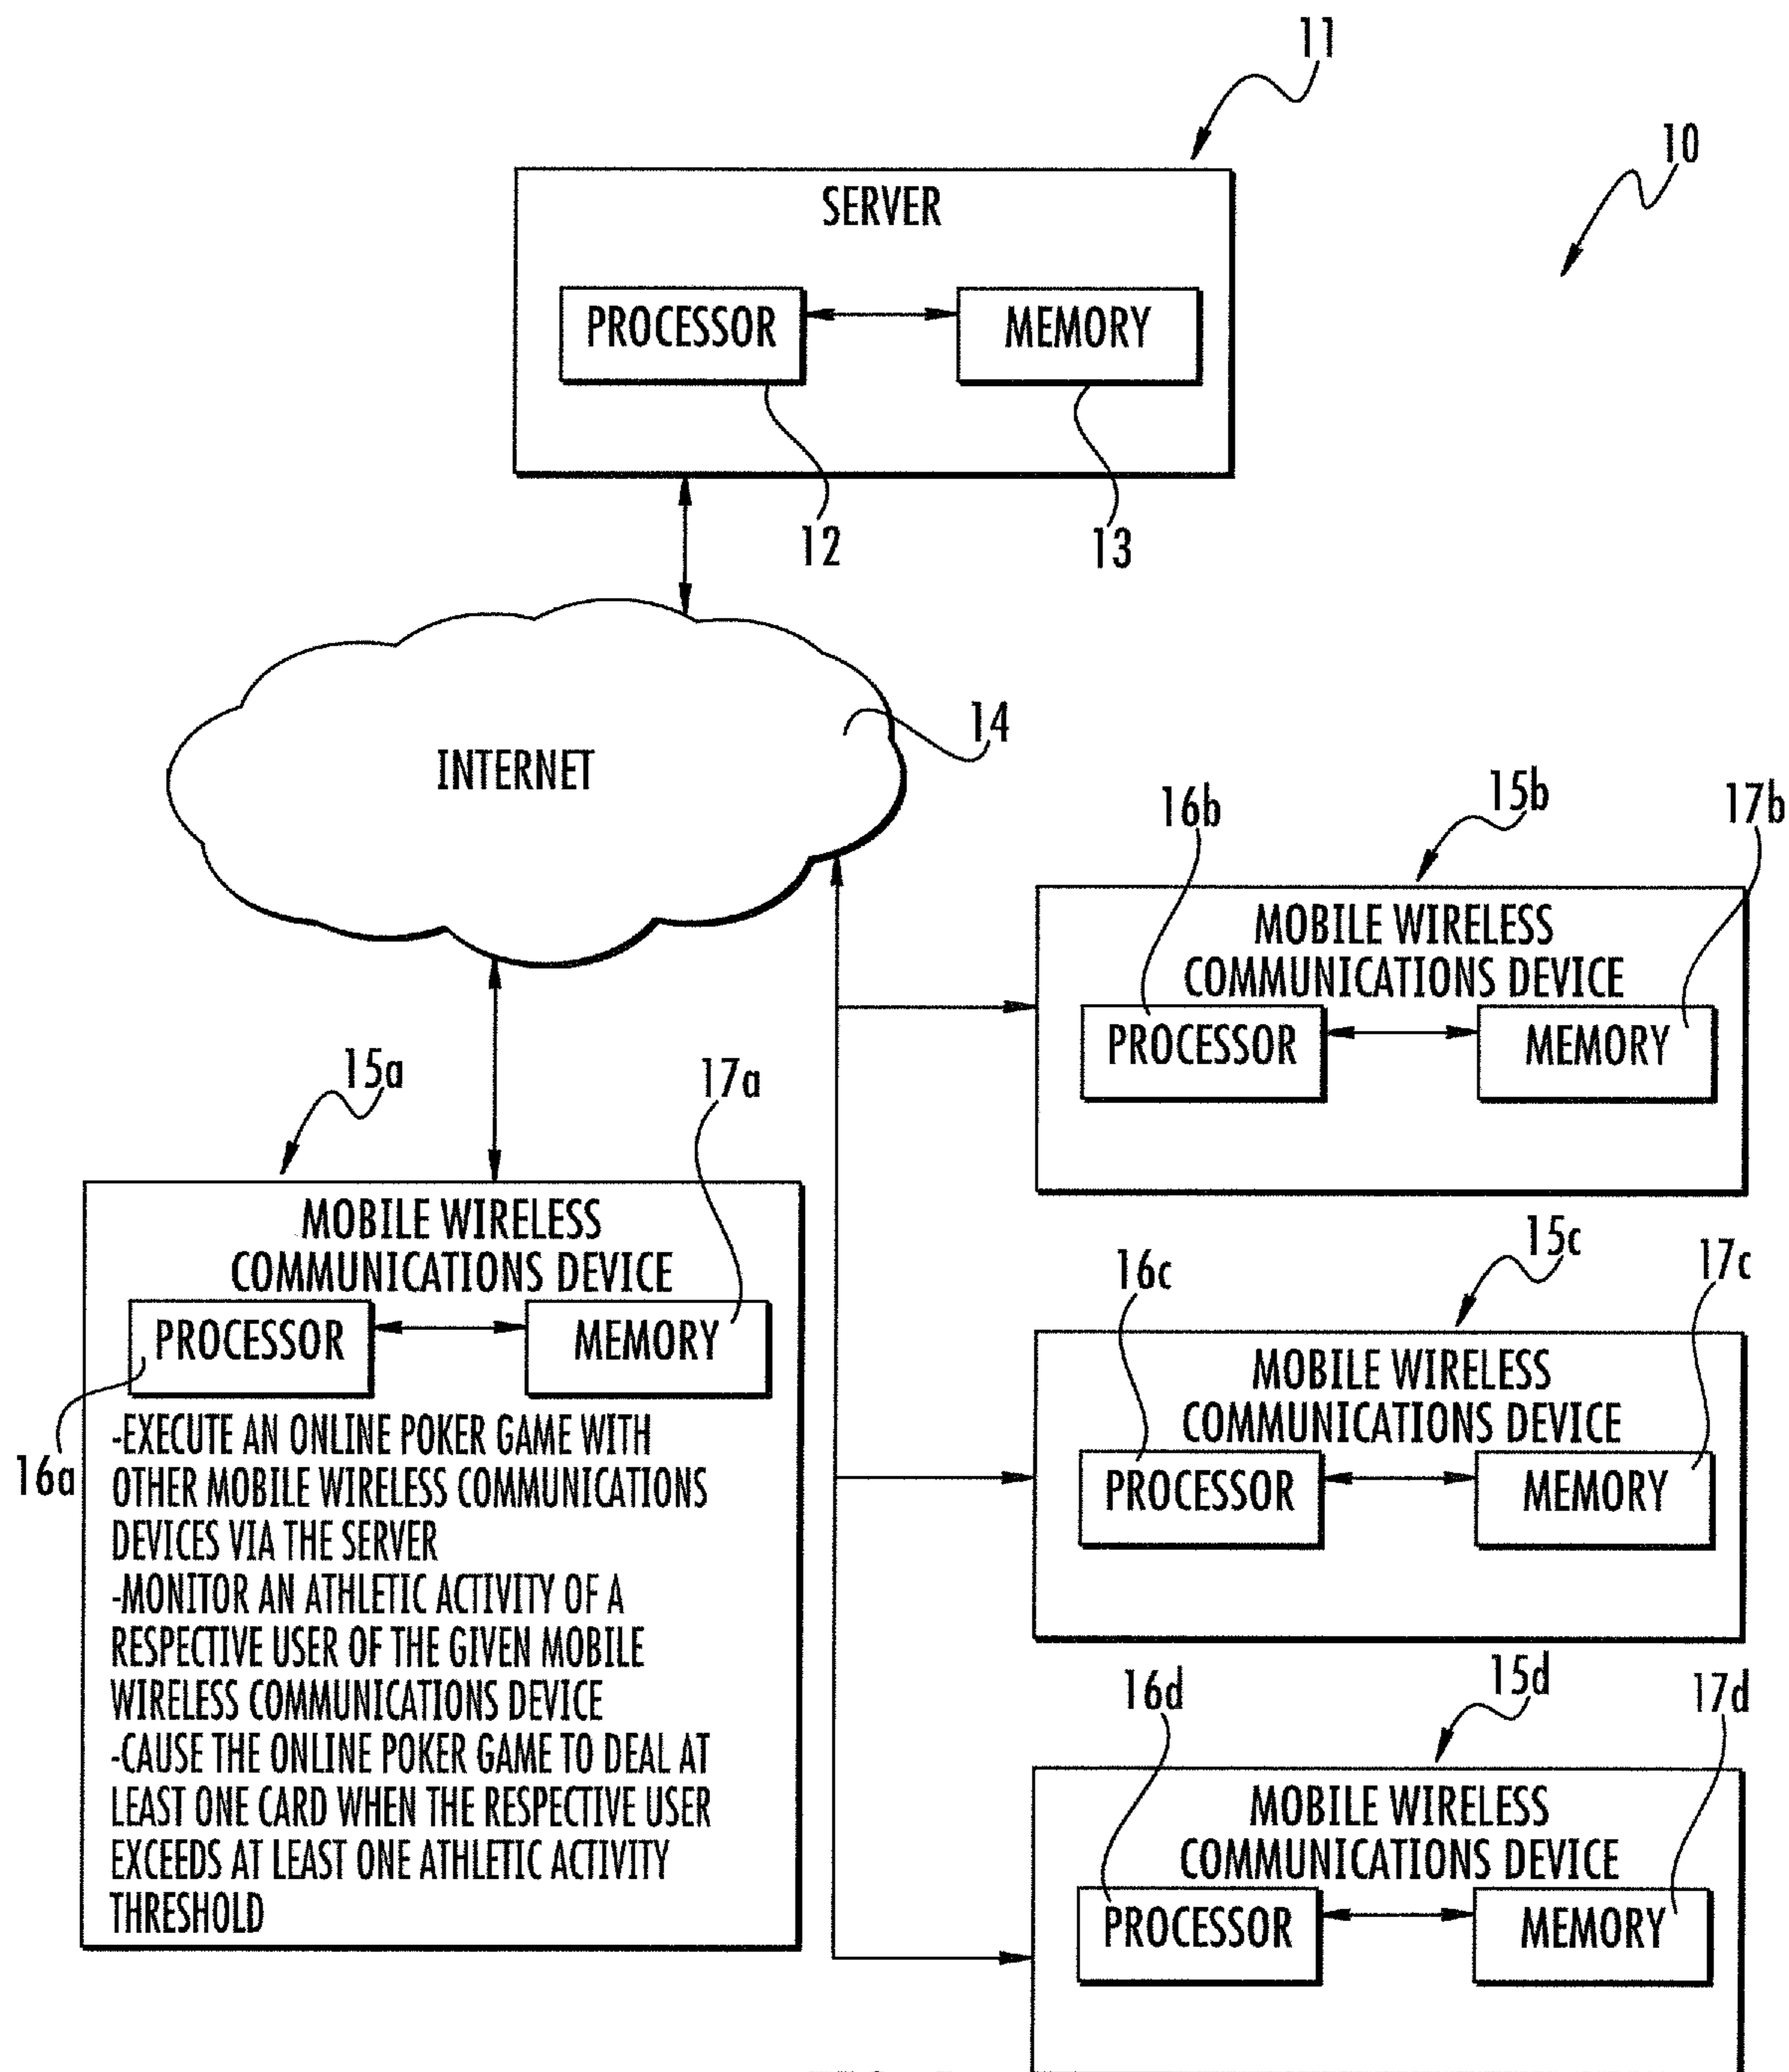 11
10
SERVER
PROCESSOR
MEMORY
12
13
14
INTERNET
15b
16b
17b
MOBILE WIRELESS
COMMUNICATIONS DEVICE
PROCESSOR
MEMORY
15a
17a
MOBILE WIRELESS
COMMUNICATIONS DEVICE
PROCESSOR
MEMORY
16a
-EXECUTE AN ONLINE POKER GAME WITH
OTHER MOBILE WIRELESS COMMUNICATIONS
DEVICES VIA THE SERVER
-MONITOR AN ATHLETIC ACTIVITY OF A
RESPECTIVE USER OF THE GIVEN MOBILE
WIRELESS COMMUNICATIONS DEVICE
-CAUSE THE ONLINE POKER GAME TO DEAL AT
LEAST ONE CARD WHEN THE RESPECTIVE USER
EXCEEDS AT LEAST ONE ATHLETIC ACTIVITY
THRESHOLD
15c
16c
17c
MOBILE WIRELESS
COMMUNICATIONS DEVICE
PROCESSOR
MEMORY
15d
16d
17d
MOBILE WIRELESS
COMMUNICATIONS DEVICE
PROCESSOR
MEMORY